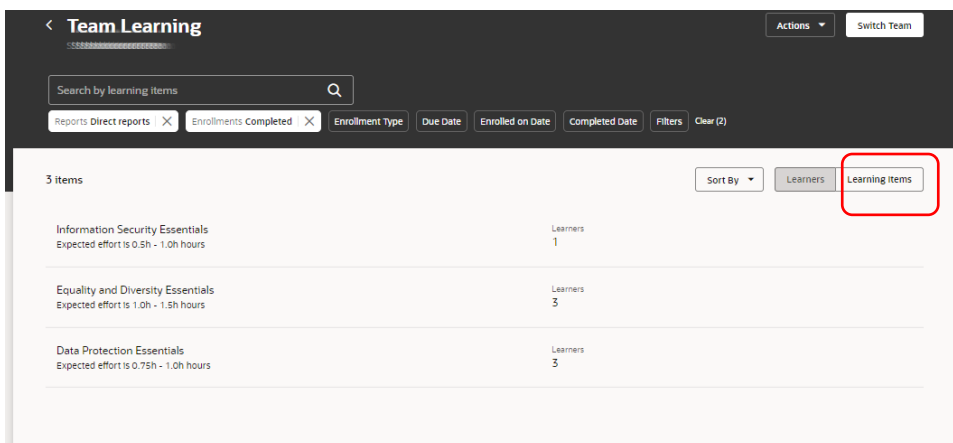 Team Learning
Actions
Switch Team
Search by learning items
Reports Direct reports
Enrollments Completed
Enrollment Type
Due Date
Enrolled on Date
Completed Date
Filters
Clear (2)
3 items
Sort By
Learners
Learning Items
Information Security Essentials
Learners
Expected effort is 0.5h - 1.0h hours
1
Equality and Diversity Essentials
Learners
Expected effort is 1.0h - 1.5h hours
3
Data Protection Essentials
Learners
Expected effort is 0.75h - 1.0h hours
3